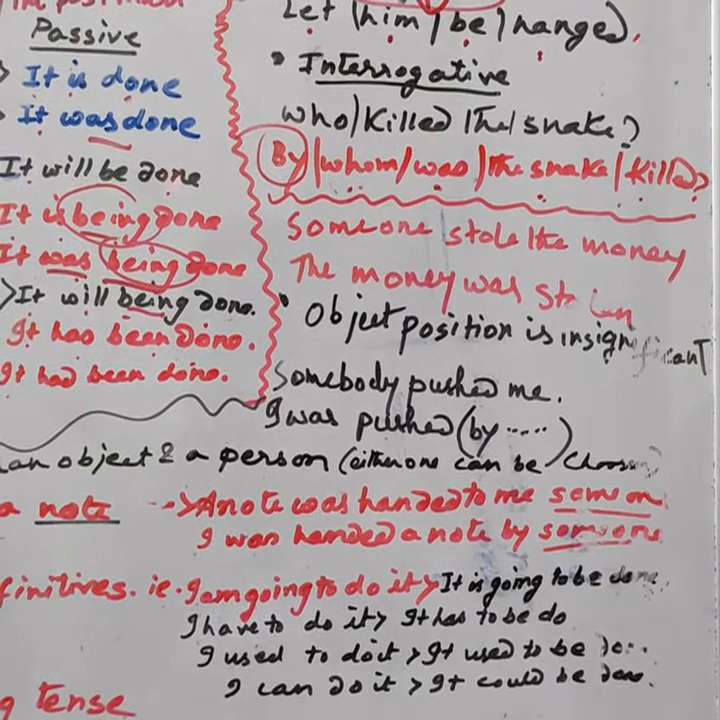 Passive
It is done
It was done
It will be done
It is being done
It was being done
>It will being done.
It has been done.
It had been done.
Let |him| be| hanged).
• Interrogative
Who|Killed |the| snake?
By|whom/was)the snake|killed?
Someone stole the money
The money was
• Object position is insignificant
Somebody pushed me.
I was pushed (by .....)
an object & a person (either one can be
a note --> A note was handed to me
I was handed a note by someone
finitives. ie. I am going to do it > It is going to be done.
I have to do it > It has to be do
I used to do it > It used to be
I can do it > It could be done.
g tense